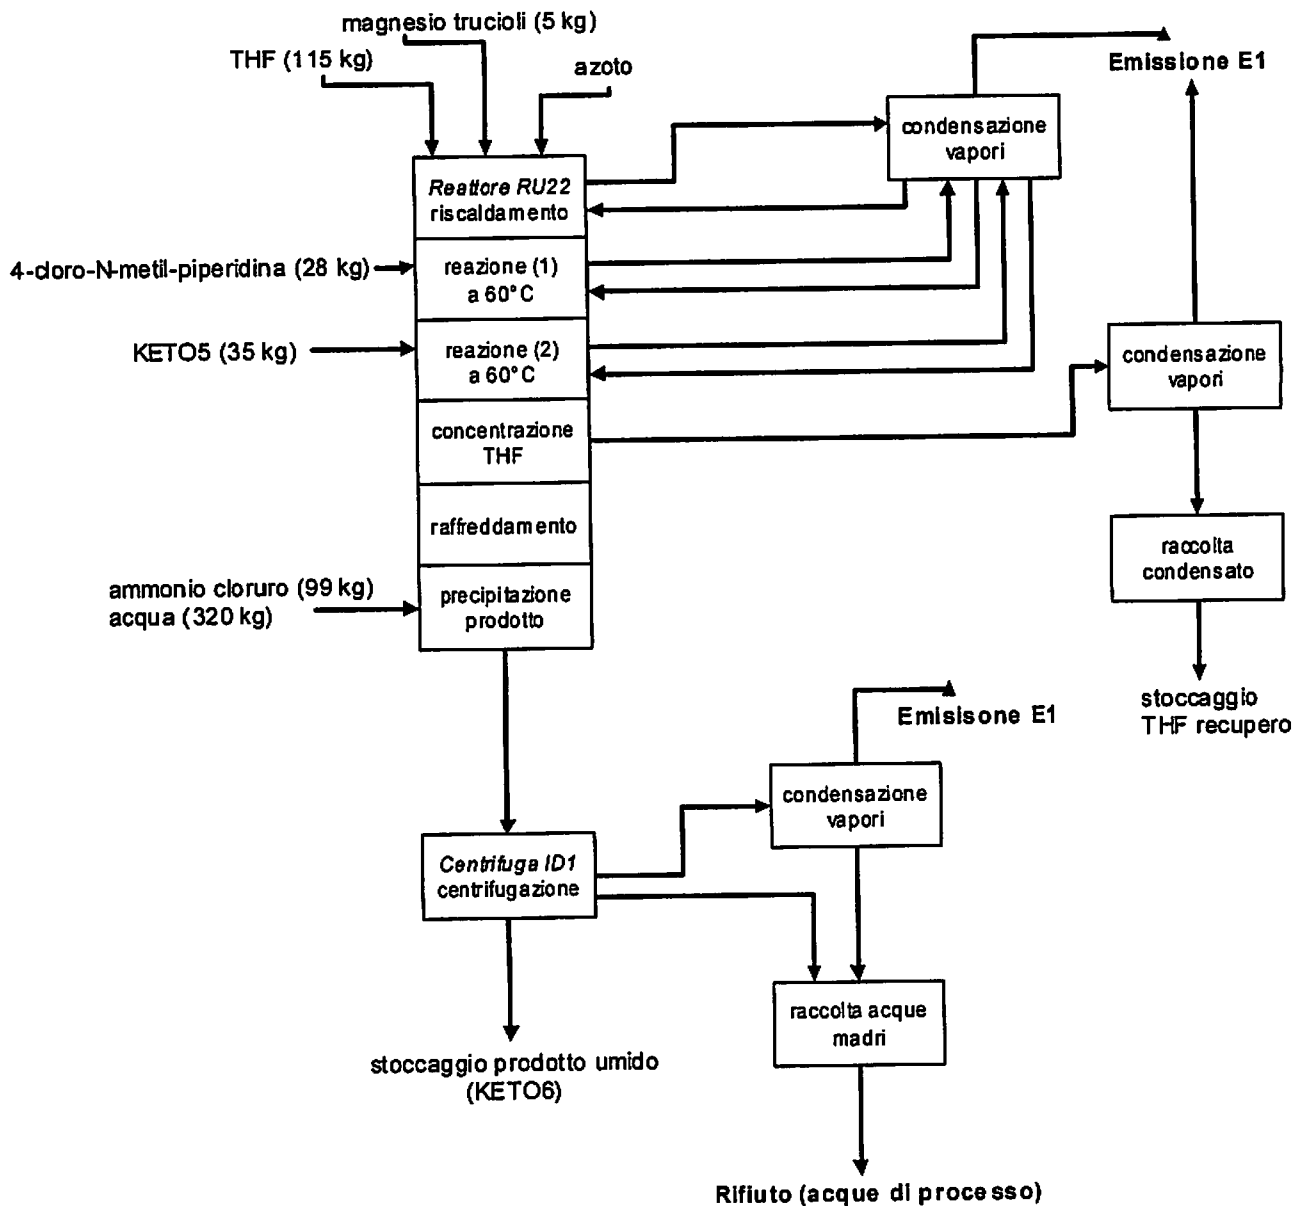 magnesio trucioli (5 kg)
THF (115 kg)
azoto
Emissione E1
condensazione
vapori
Reattore RU22
riscaldamento
4-cloro-N-metil-piperidina (28 kg)
reazione (1)
a 60°C
KETO5 (35 kg)
reazione (2)
a 60°C
condensazione
vapori
concentrazione
THF
raffreddamento
raccolta
condensato
ammonio cloruro (99 kg)
acqua (320 kg)
precipitazione
prodotto
stoccaggio
THF recupero
Emisisone E1
condensazione
vapori
Centrifuga ID1
centrifugazione
raccolta acque
madri
stoccaggio prodotto umido
(KETO6)
Rifiuto (acque di processo)